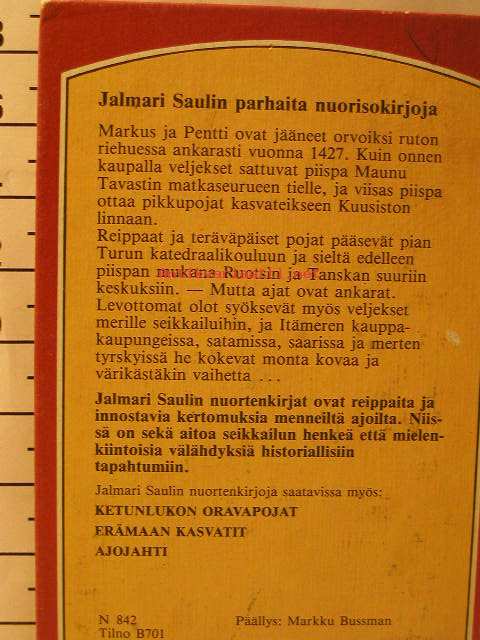 Jalmari Saulin parhaita nuorisokirjoja
Markus ja Pentti ovat jääneet orvoiksi ruton
riehuessa ankarasti vuonna 1427. Kuin onnen
kaupalla veljekset sattuvat piispa Maunu
Tavastin matkaseurueen tielle, ja viisas piispa
ottaa pikkupojat kasvateikseen Kuusiston
linnaan.
Reippaat ja teräväpäiset pojat pääsevät pian
Turun katedraalikouluun ja sieltä edelleen
piispan mukana Ruotsin ja Tanskan suuriin
keskuksiin. — Mutta ajat ovat ankarat.
Levottomat olot syöksevät myös veljekset
merille seikkailuihin, ja Itämeren kauppa-
kaupungeissa, satamissa, saarissa ja merten
tyrskyissä he kokevat monta kovaa ja
värikästäkin vaihetta ...
Jalmari Saulin nuortenkirjat ovat reippaita ja
innostavia kertomuksia menneiltä ajoilta. Niis-
sä on sekä aitoa seikkailun henkeä että mielen-
kiintoisia välähdyksiä historiallisiin
tapahtumiin.
Jalmari Saulin nuortenkirjoja saatavissa myös:
KETUNLUKON ORAVAPOJAT
ERÄMAAN KASVATIT
AJOJAHTI
N 842 Päällys: Markku Bussman
Tilno B701